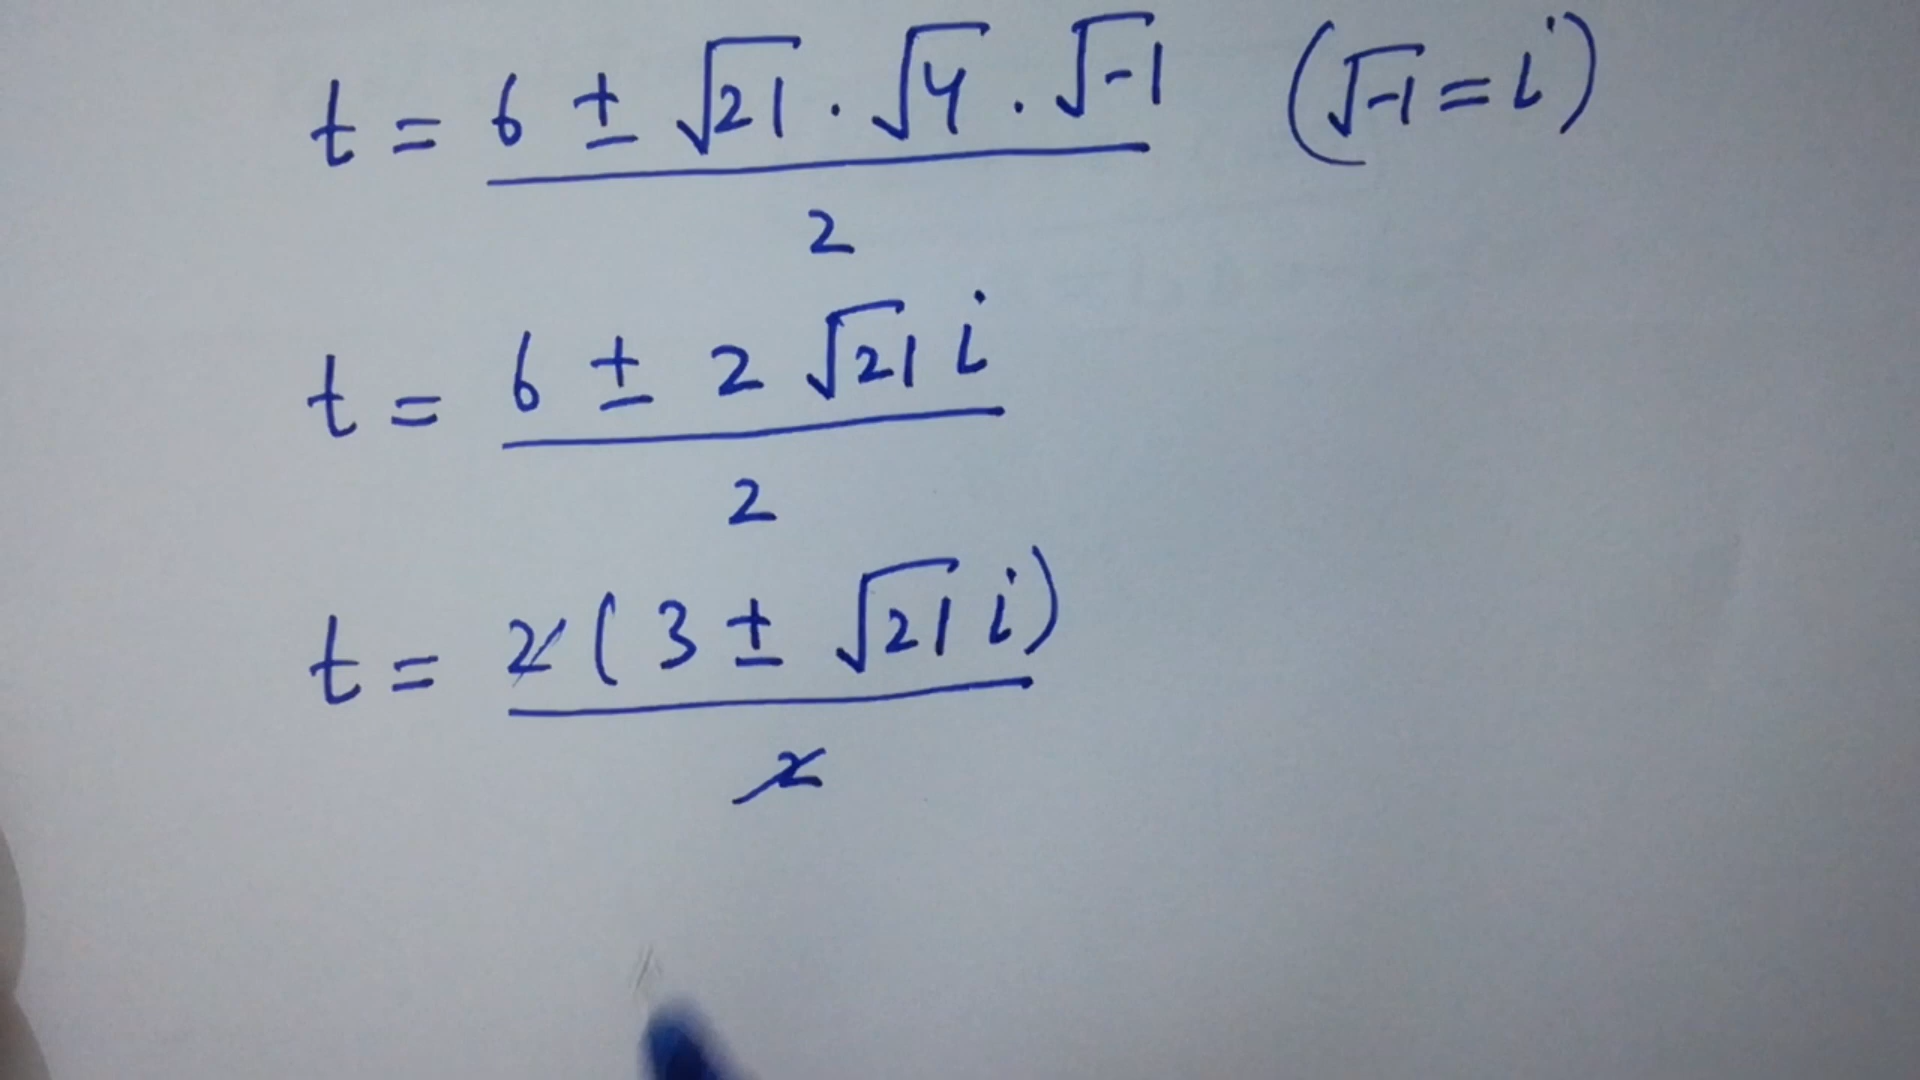 t = 6 ± √21 · √4 · √-1 (√-1 = i)
2
t = 6 ± 2 √21 i
2
t = 2 ( 3 ± √21 i )
2